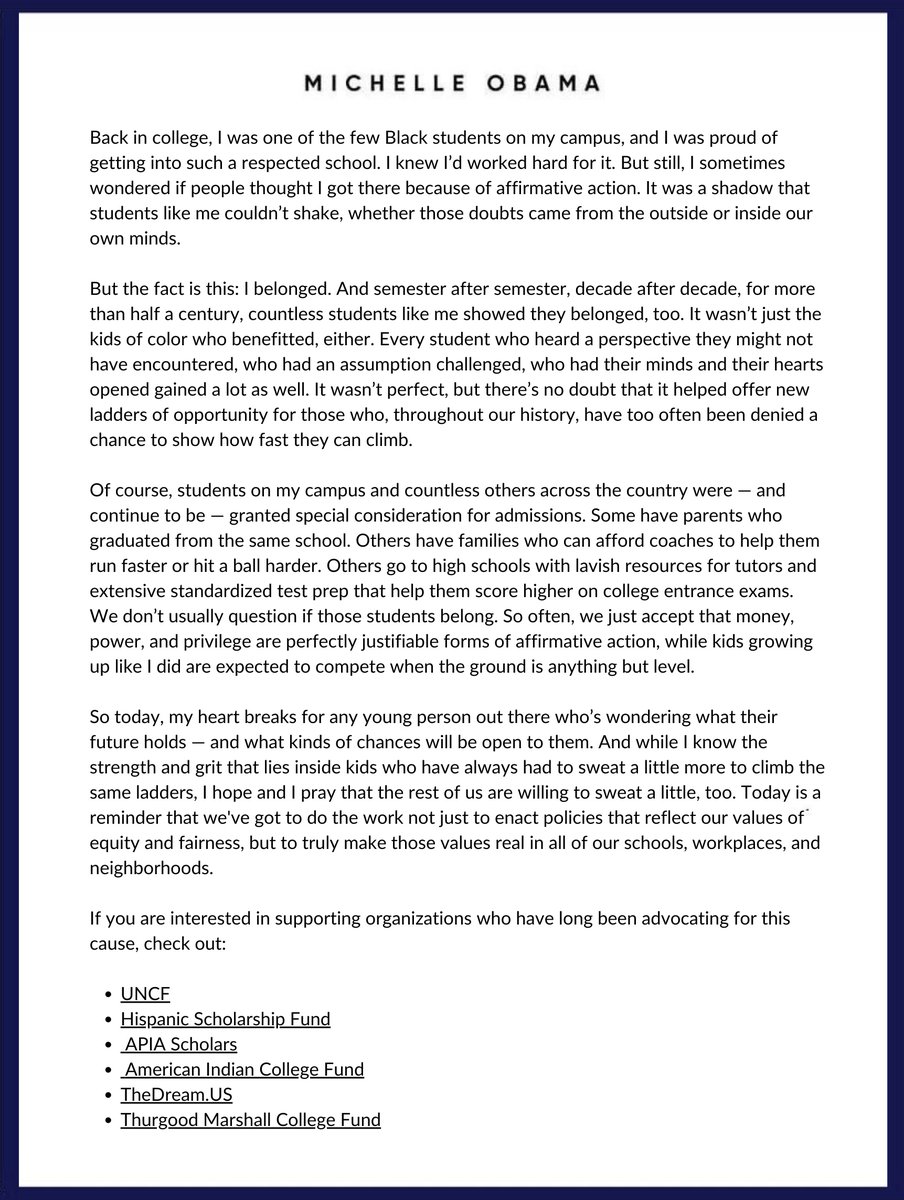 MICHELLE OBAMA
Back in college, I was one of the few Black students on my campus, and I was proud of
getting into such a respected school. I knew I’d worked hard for it. But still, I sometimes
wondered if people thought I got there because of affirmative action. It was a shadow that
students like me couldn’t shake, whether those doubts came from the outside or inside our
own minds.
But the fact is this: I belonged. And semester after semester, decade after decade, for more
than half a century, countless students like me showed they belonged, too. It wasn’t just the
kids of color who benefitted, either. Every student who heard a perspective they might not
have encountered, who had an assumption challenged, who had their minds and their hearts
opened gained a lot as well. It wasn’t perfect, but there’s no doubt that it helped offer new
ladders of opportunity for those who, throughout our history, have too often been denied a
chance to show how fast they can climb.
Of course, students on my campus and countless others across the country were — and
continue to be — granted special consideration for admissions. Some have parents who
graduated from the same school. Others have families who can afford coaches to help them
run faster or hit a ball harder. Others go to high schools with lavish resources for tutors and
extensive standardized test prep that help them score higher on college entrance exams.
We don’t usually question if those students belong. So often, we just accept that money,
power, and privilege are perfectly justifiable forms of affirmative action, while kids growing
up like I did are expected to compete when the ground is anything but level.
So today, my heart breaks for any young person out there who’s wondering what their
future holds — and what kinds of chances will be open to them. And while I know the
strength and grit that lies inside kids who have always had to sweat a little more to climb the
same ladders, I hope and I pray that the rest of us are willing to sweat a little, too. Today is a
reminder that we've got to do the work not just to enact policies that reflect our values of
equity and fairness, but to truly make those values real in all of our schools, workplaces, and
neighborhoods.
If you are interested in supporting organizations who have long been advocating for this
cause, check out:
• UNCF
• Hispanic Scholarship Fund
• APIA Scholars
• American Indian College Fund
• TheDream.US
• Thurgood Marshall College Fund